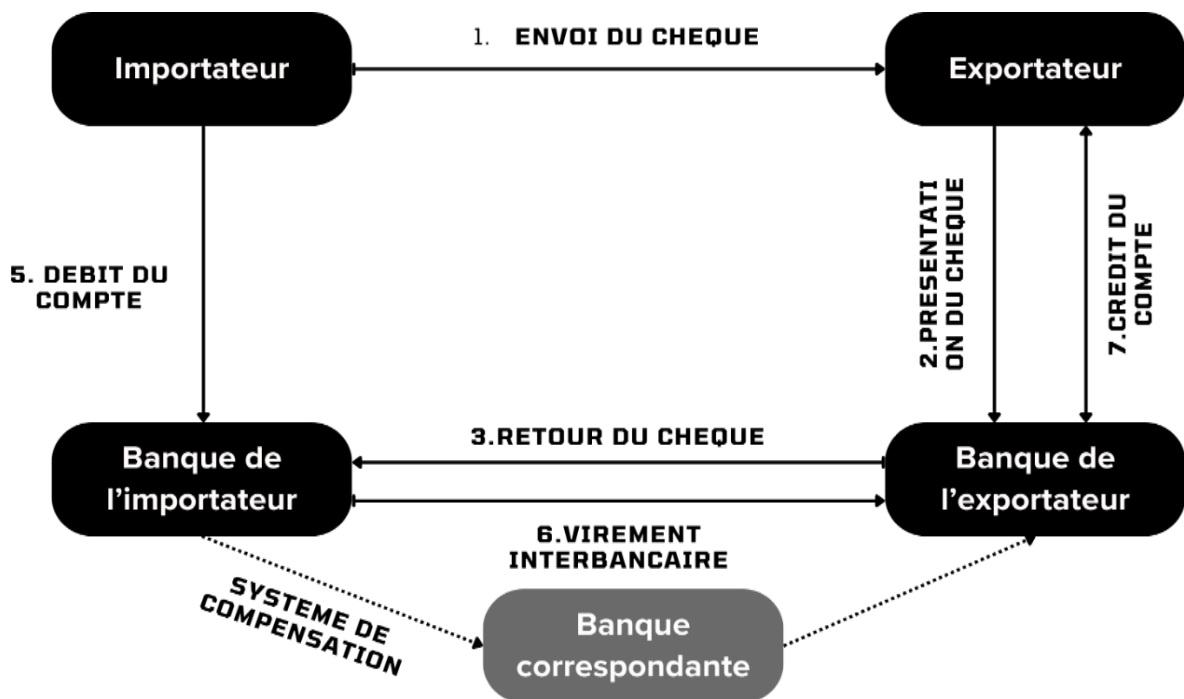 1. ENVOI DU CHEQUE
Importateur
Exportateur
5. DEBIT DU
COMPTE
2.PRESENTATI
ON DU CHEQUE
7.CREDIT DU
COMPTE
3.RETOUR DU CHEQUE
Banque de
l’importateur
Banque de
l’exportateur
6.VIREMENT
INTERBANCAIRE
SYSTEME DE
COMPENSATION
Banque
correspondante